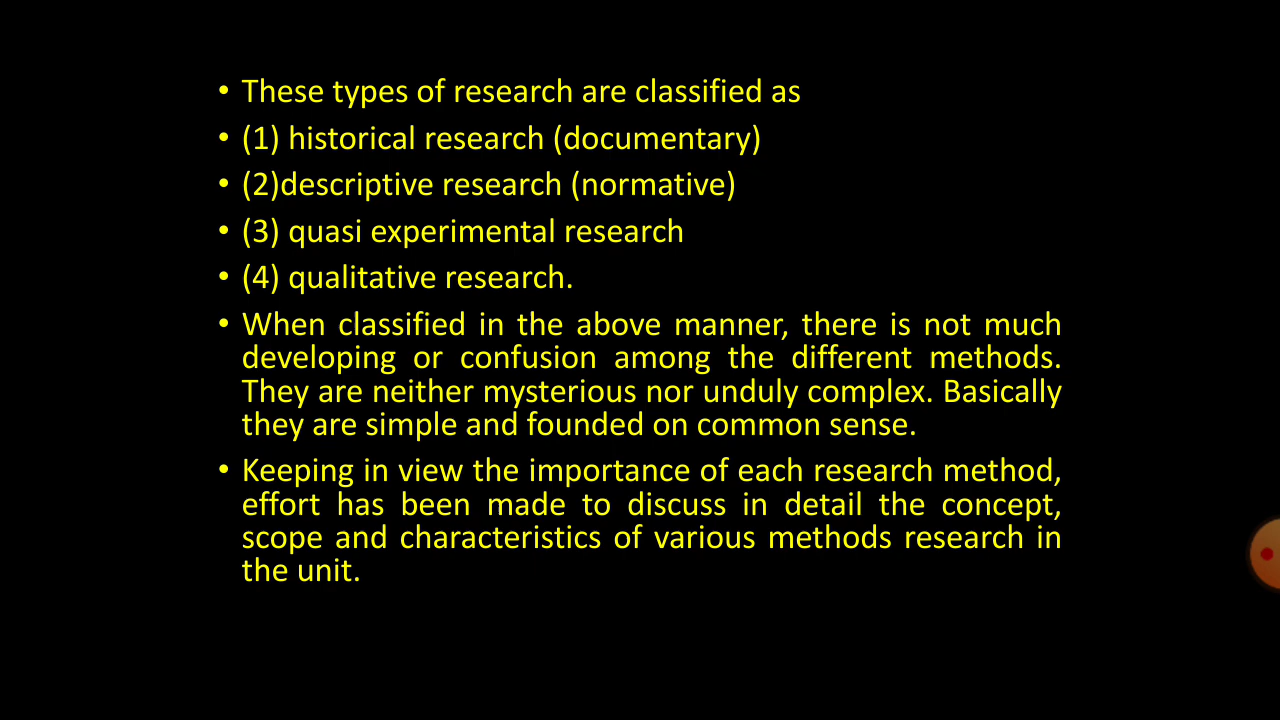 • These types of research are classified as
• (1) historical research (documentary)
• (2)descriptive research (normative)
• (3) quasi experimental research
• (4) qualitative research.
• When classified in the above manner, there is not much
developing or confusion among the different methods.
They are neither mysterious nor unduly complex. Basically
they are simple and founded on common sense.
• Keeping in view the importance of each research method,
effort has been made to discuss in detail the concept,
scope and characteristics of various methods research in
the unit.